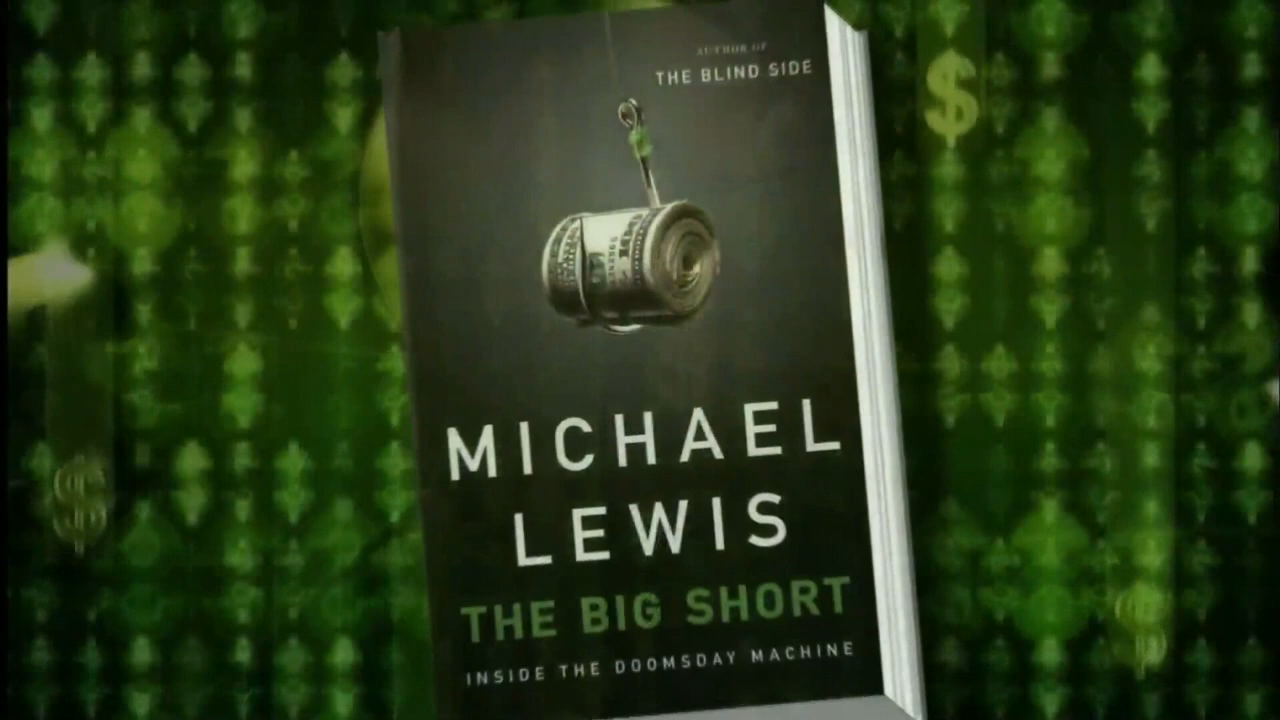 AUTHOR OF
THE BLIND SIDE
MICHAEL
LEWIS
THE BIG SHORT
INSIDE THE DOOMSDAY MACHINE
$
$
$